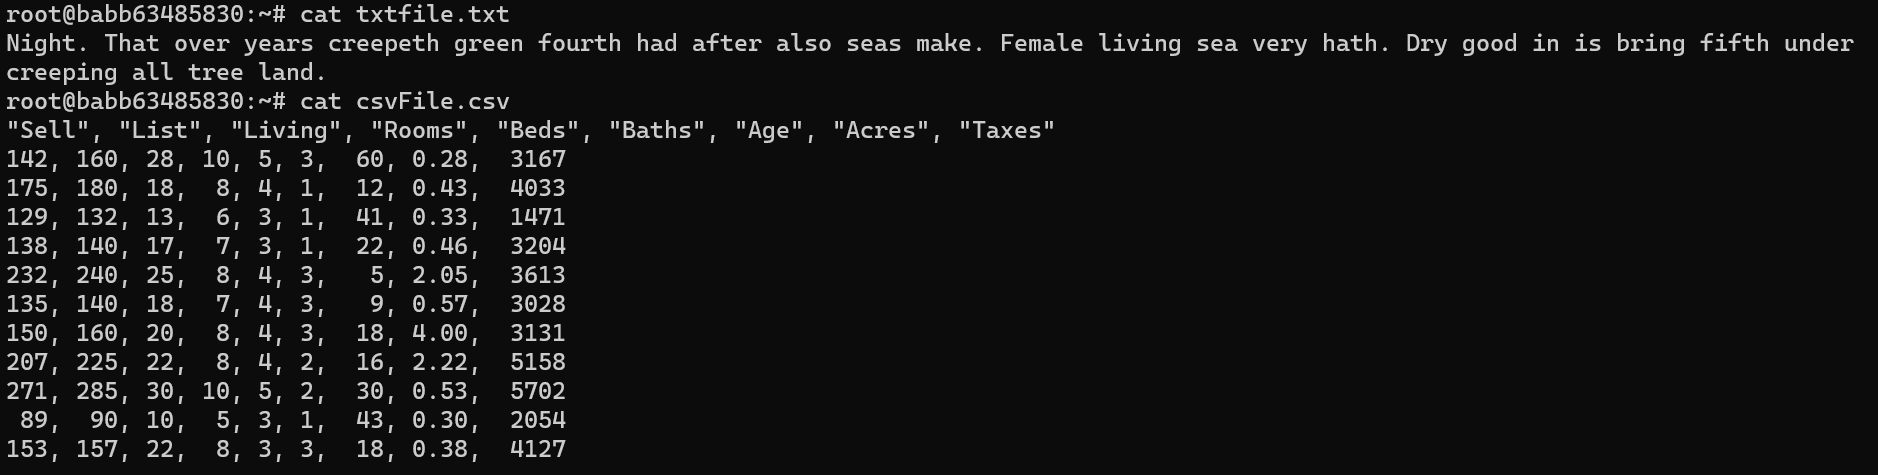 root@babb63485830:~# cat txtfile.txt
Night. That over years creepeth green fourth had after also seas make. Female living sea very hath. Dry good in is bring fifth under
creeping all tree land.
root@babb63485830:~# cat csvFile.csv
"Sell", "List", "Living", "Rooms", "Beds", "Baths", "Age", "Acres", "Taxes"
142, 160, 28, 10, 5, 3,  60, 0.28,  3167
175, 180, 18,  8, 4, 1,  12, 0.43,  4033
129, 132, 13,  6, 3, 1,  41, 0.33,  1471
138, 140, 17,  7, 3, 1,  22, 0.46,  3204
232, 240, 25,  8, 4, 3,   5, 2.05,  3613
135, 140, 18,  7, 4, 3,   9, 0.57,  3028
150, 160, 20,  8, 4, 3,  18, 4.00,  3131
207, 225, 22,  8, 4, 2,  16, 2.22,  5158
271, 285, 30, 10, 5, 2,  30, 0.53,  5702
 89,  90, 10,  5, 3, 1,  43, 0.30,  2054
153, 157, 22,  8, 3, 3,  18, 0.38,  4127